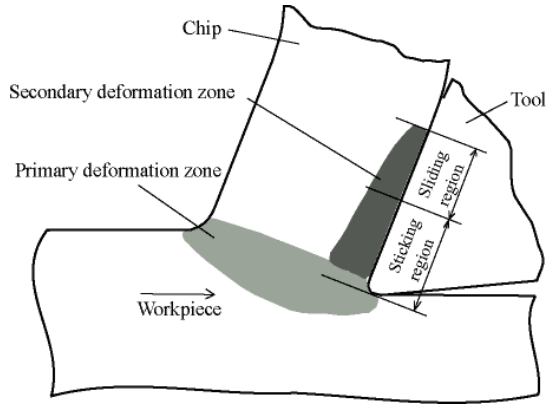 Chip
Secondary deformation zone
Tool
Primary deformation zone
Sliding
region
Sticking
region
Workpiece